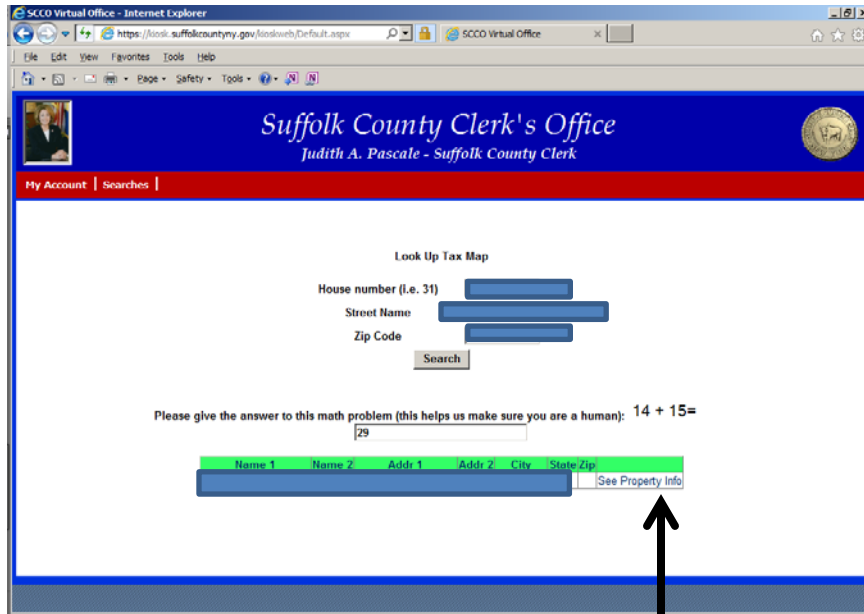 SCCO Virtual Office - Internet Explorer
https://kiosk.suffolkcountyny.gov/kioskweb/Default.aspx
SCCO Virtual Office
File Edit View Favorites Tools Help
Page Safety Tools
Suffolk County Clerk's Office
Judith A. Pascale - Suffolk County Clerk
My Account | Searches |
Look Up Tax Map
House number (i.e. 31)
Street Name
Zip Code
Search
Please give the answer to this math problem (this helps us make sure you are a human): 14 + 15=
29
Name 1 Name 2 Addr 1 Addr 2 City State Zip
See Property Info